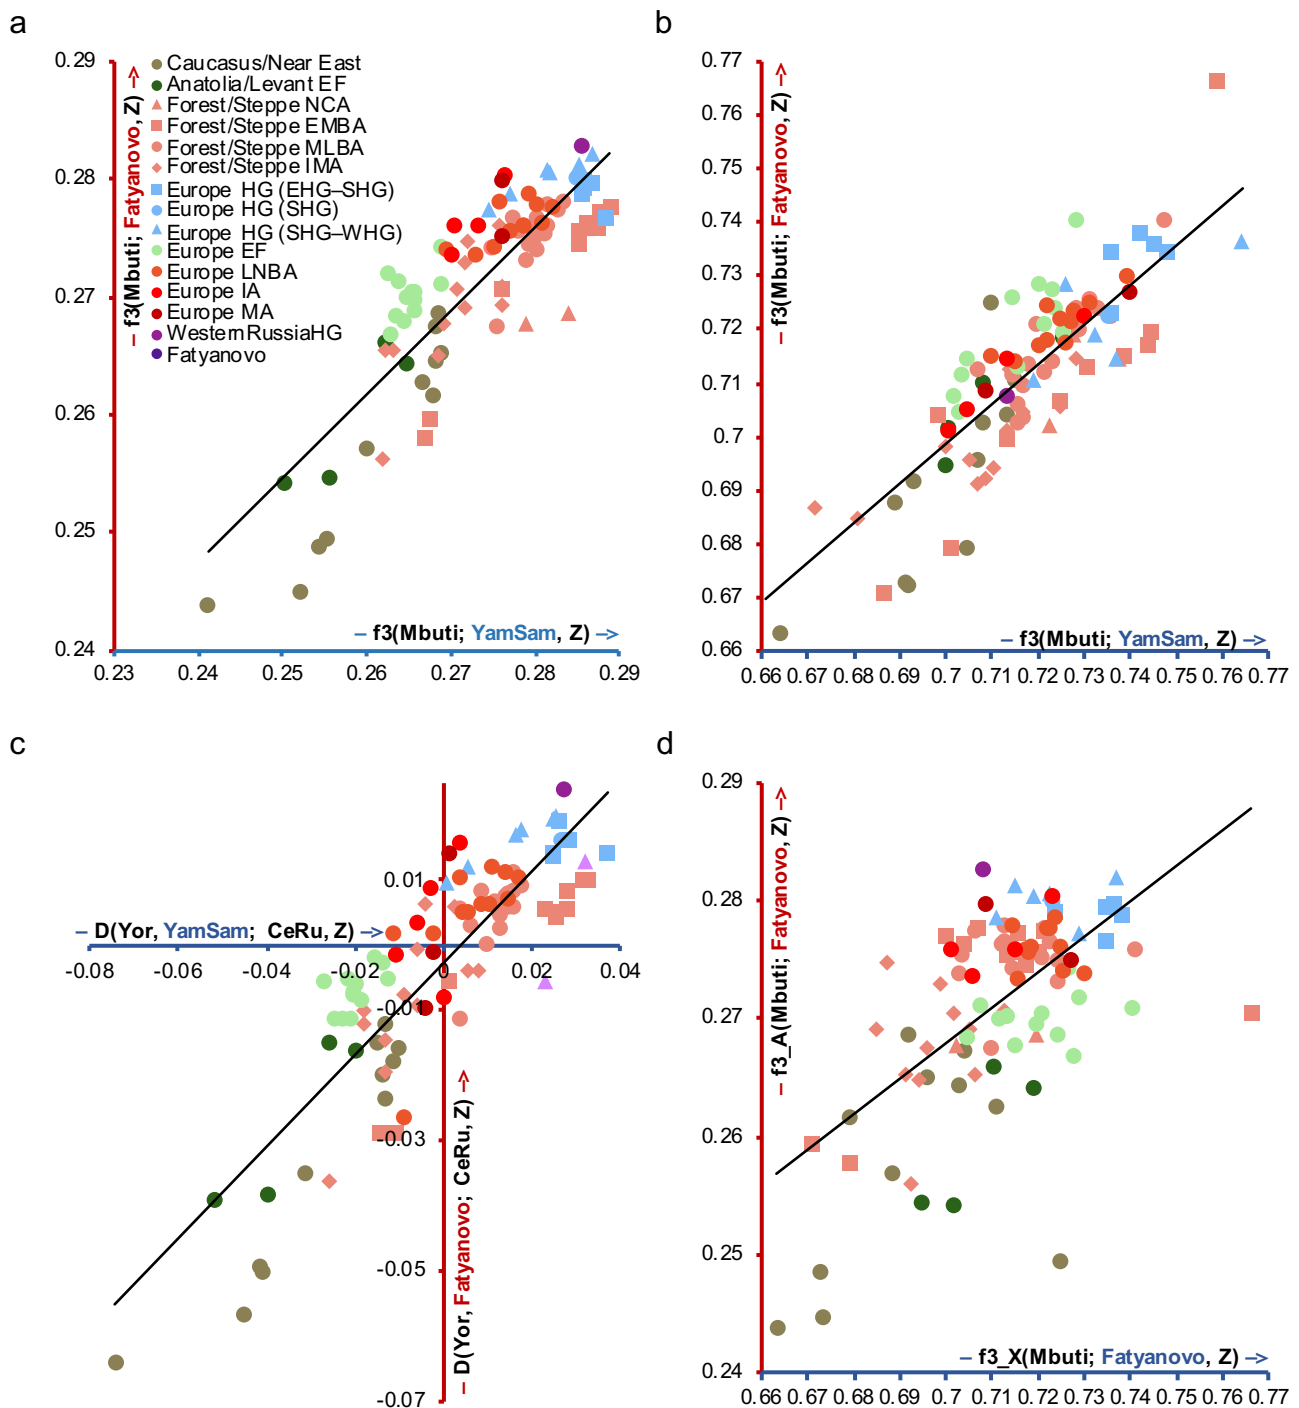 a
0.29
0.28
0.27
0.26
0.25
0.24
0.23
0.24
0.25
0.26
0.27
0.28
0.29
– f3(Mbuti; Fatyanovo, Z) –>
– f3(Mbuti; YamSam, Z) –>
Caucasus/Near East
Anatolia/Levant EF
Forest/Steppe NCA
Forest/Steppe EMBA
Forest/Steppe MLBA
Forest/Steppe IMA
Europe HG (EHG–SHG)
Europe HG (SHG)
Europe HG (SHG–WHG)
Europe EF
Europe LNBA
Europe IA
Europe MA
WesternRussiaHG
Fatyanovo
b
0.77
0.76
0.75
0.74
0.73
0.72
0.71
0.7
0.69
0.68
0.67
0.66
0.66 0.67 0.68 0.69 0.7 0.71 0.72 0.73 0.74 0.75 0.76 0.77
– f3(Mbuti; Fatyanovo, Z) –>
– f3(Mbuti; YamSam, Z) –>
c
0.01
-0.01
-0.03
-0.05
-0.07
-0.08
-0.06
-0.04
-0.02
0
0.02
0.04
– D(Yor, YamSam; CeRu, Z) –>
– D(Yor, Fatyanovo; CeRu, Z) –>
d
0.29
0.28
0.27
0.26
0.25
0.24
0.66 0.67 0.68 0.69 0.7 0.71 0.72 0.73 0.74 0.75 0.76 0.77
– f3_A(Mbuti; Fatyanovo, Z) –>
– f3_X(Mbuti; Fatyanovo, Z) –>